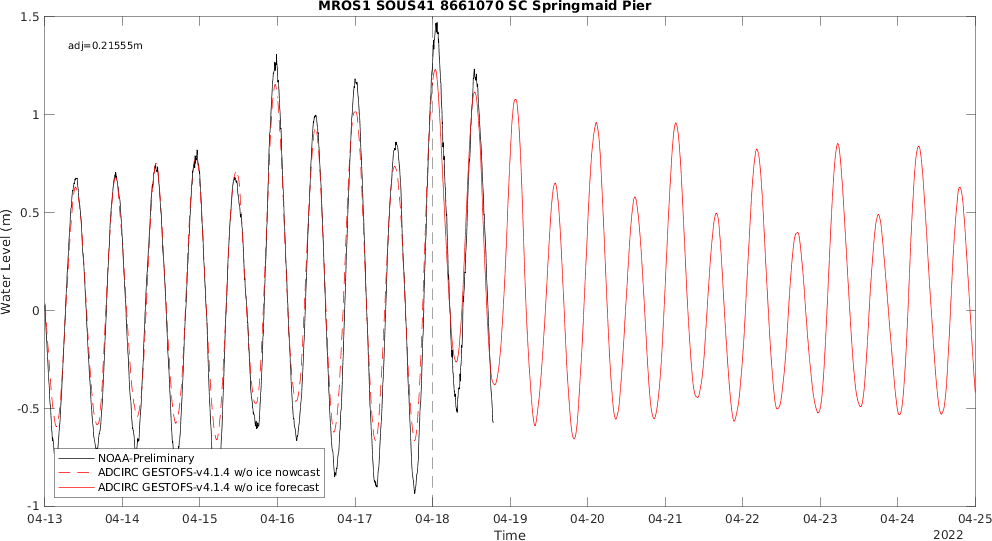 MROS1 SOUS41 8661070 SC Springmaid Pier
adj=0.21555m
1.5
1
0.5
0
-0.5
-1
Water Level (m)
NOAA-Preliminary
ADCIRC GESTOFS-v4.1.4 w/o ice nowcast
ADCIRC GESTOFS-v4.1.4 w/o ice forecast
04-13 04-14 04-15 04-16 04-17 04-18 04-19 04-20 04-21 04-22 04-23 04-24 04-25
Time
2022